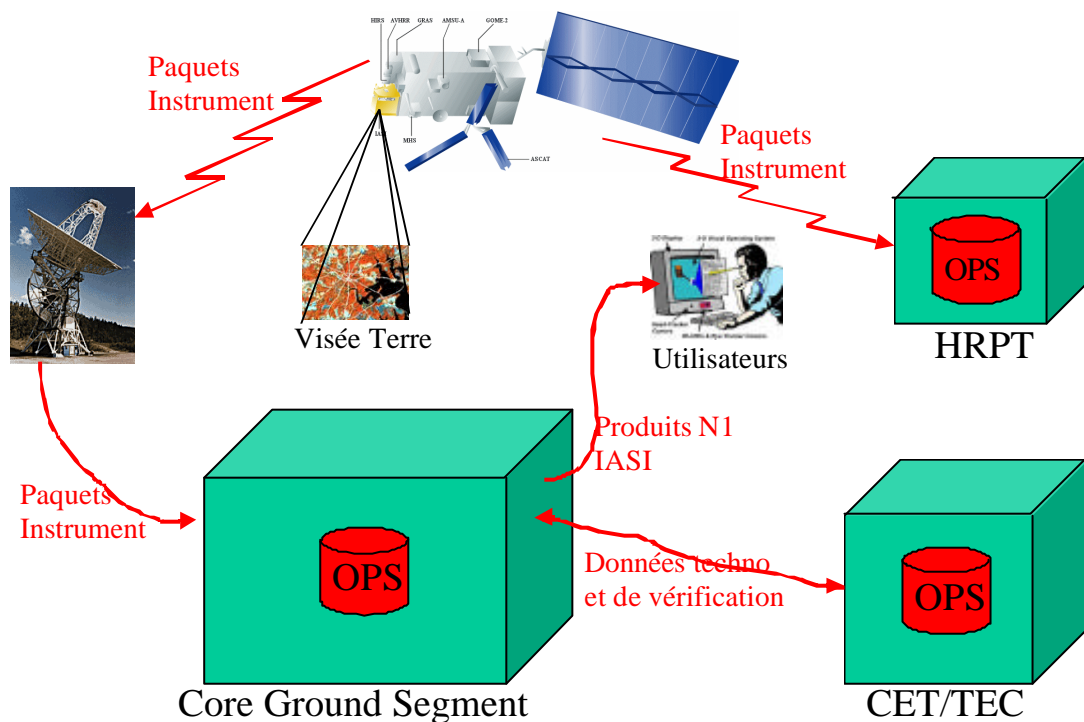 HIRS
AVHRR
GRAS
AMSU-A
GOME-2
MHS
ASCAT
Paquets
Instrument
Paquets
Instrument
Visée Terre
Utilisateurs
OPS
HRPT
Produits N1
IASI
Paquets
Instrument
OPS
Données techno
et de vérification
OPS
Core Ground Segment
CET/TEC